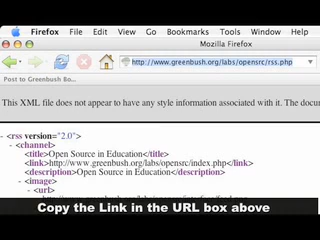 Firefox File Edit View Go Bookmarks Tools Window
Mozilla Firefox
http://www.greenbush.org/labs/opensrc/rss.php
Post to Greenbush Bo...
This XML file does not appear to have any style information associated with it. The docum
- <rss version="2.0">
- <channel>
<title>Open Source in Education</title>
<link>http://www.greenbush.org/labs/opensrc/index.php</link>
<description>Open Source in Education</description>
- <image>
- <url>
Copy the Link in the URL box above